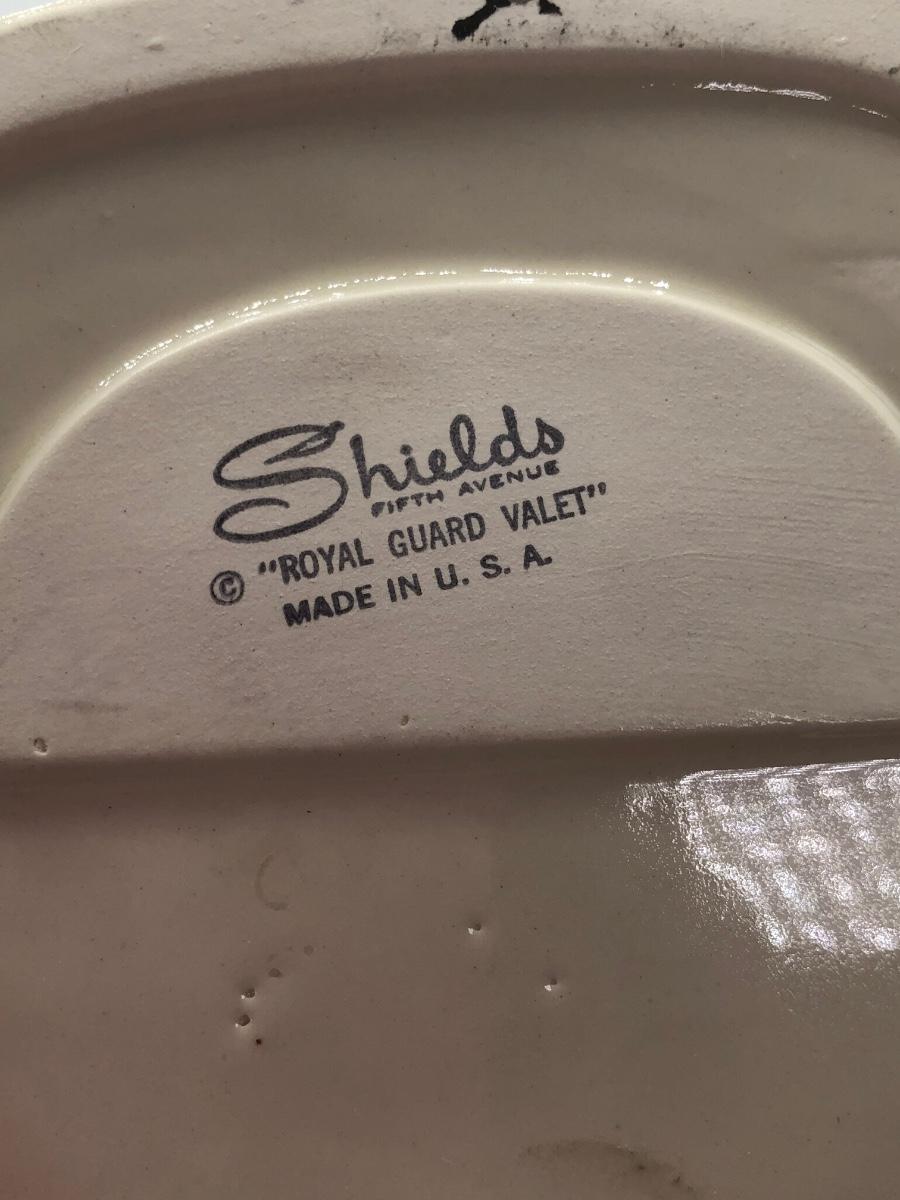 Shields
FIFTH AVENUE
© "ROYAL GUARD VALET"
MADE IN U. S. A.